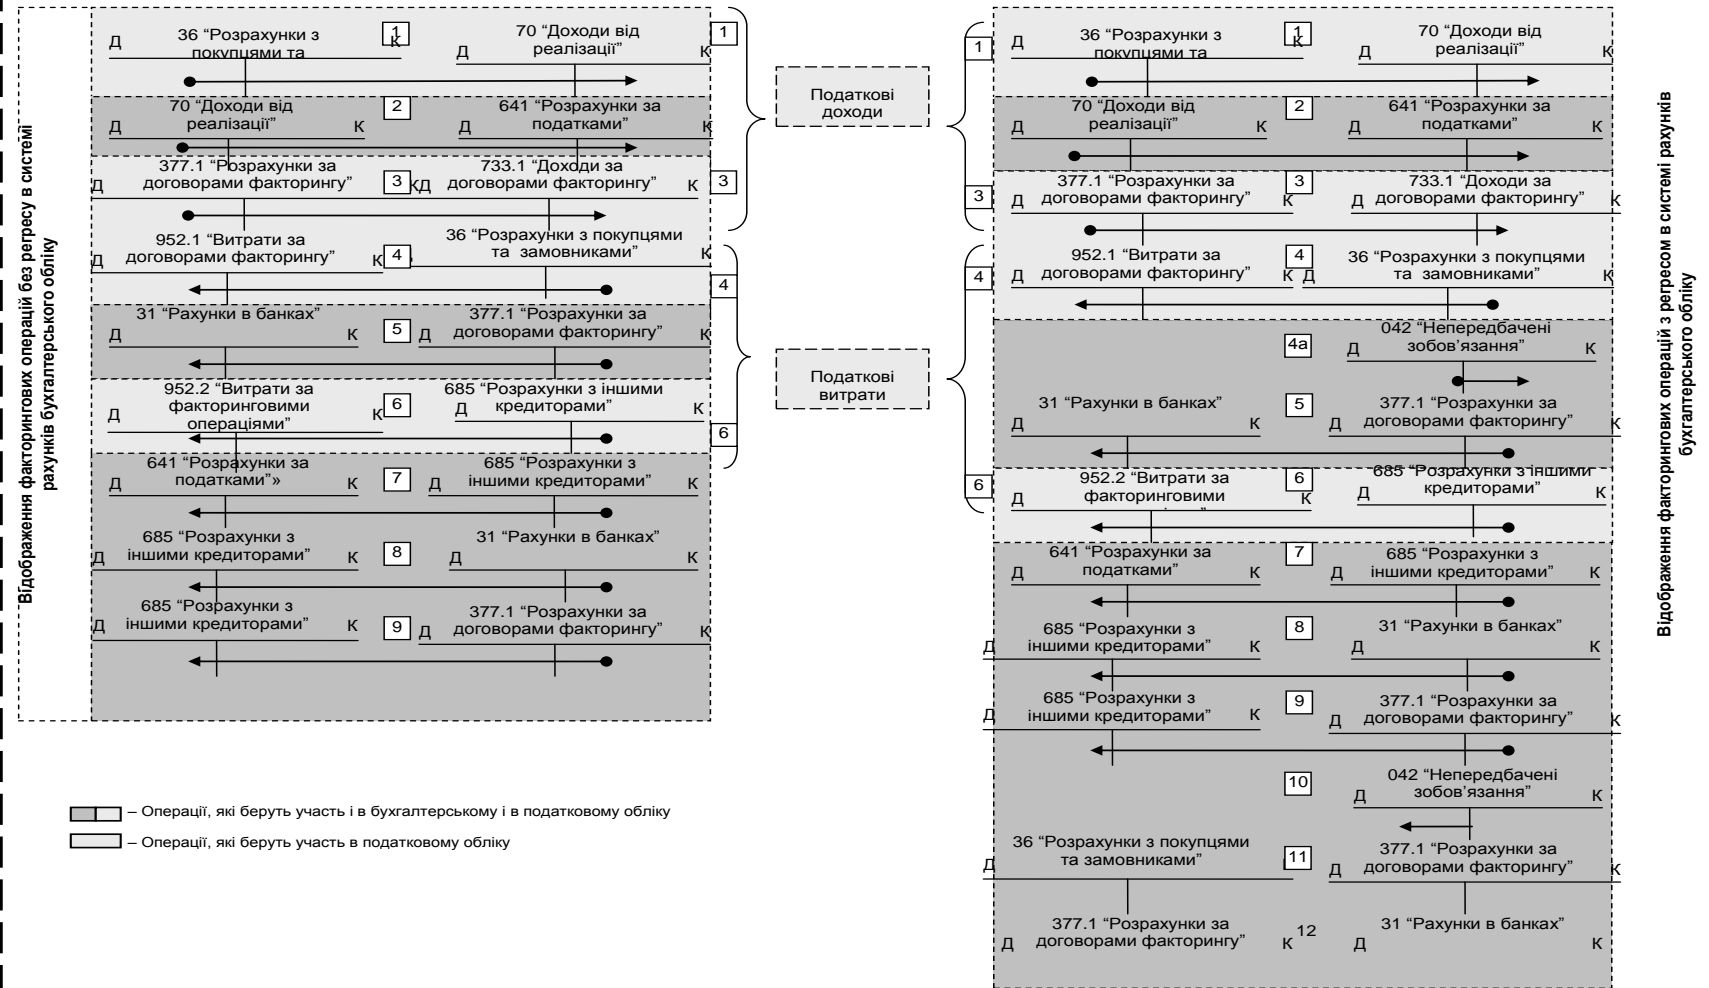 Відображення факторингових операцій без регресу в системі
рахунків бухгалтерського обліку
Д 36 “Розрахунки з 1 К 70 “Доходи від 1
покупцями та Д реалізації” К
70 “Доходи від 2 641 “Розрахунки за
Д реалізації” К Д податками” К
377.1 “Розрахунки за 3 733.1 “Доходи за 3
Д договорами факторингу” К Д договорами факторингу” К
952.1 “Витрати за 4 36 “Розрахунки з покупцями
Д договорами факторингу” К та замовниками” К
4
31 “Рахунки в банках” 5 377.1 “Розрахунки за
Д К Д договорами факторингу” К
952.2 “Витрати за 6 685 “Розрахунки з іншими
Д факторинговими К Д кредиторами” К
операціями”
6
641 “Розрахунки за 7 685 “Розрахунки з
Д податками”» К Д іншими кредиторами” К
685 “Розрахунки з 8 31 “Рахунки в банках”
Д іншими кредиторами” К Д К
685 “Розрахунки з 9 377.1 “Розрахунки за
Д іншими кредиторами” К Д договорами факторингу” К
– Операції, які беруть участь і в бухгалтерському і в податковому обліку
– Операції, які беруть участь в податковому обліку
Податкові
доходи
Податкові
витрати
1 Д 36 “Розрахунки з 1 К 70 “Доходи від
покупцями та Д реалізації” К
70 “Доходи від 2 641 “Розрахунки за
Д реалізації” К Д податками” К
3 377.1 “Розрахунки за 3 733.1 “Доходи за
Д договорами факторингу” К Д договорами факторингу” К
4 952.1 “Витрати за 4 36 “Розрахунки з покупцями
Д договорами факторингу” К Д та замовниками” К
4а 042 “Непередбачені
Д зобов’язання” К
31 “Рахунки в банках” 5 377.1 “Розрахунки за
Д К Д договорами факторингу” К
6 952.2 “Витрати за 6 685 “Розрахунки з іншими
Д факторинговими К Д кредиторами” К
641 “Розрахунки за 7 685 “Розрахунки з
Д податками” К Д іншими кредиторами” К
685 “Розрахунки з 8 31 “Рахунки в банках”
Д іншими кредиторами” К Д К
685 “Розрахунки з 9 377.1 “Розрахунки за
Д іншими кредиторами” К Д договорами факторингу” К
10 042 “Непередбачені
Д зобов’язання” К
36 “Розрахунки з покупцями 11 377.1 “Розрахунки за
Д та замовниками” Д договорами факторингу” К
377.1 “Розрахунки за 12 31 “Рахунки в банках”
Д договорами факторингу” К Д К
Відображення факторингових операцій з регресом в системі рахунків
бухгалтерського обліку